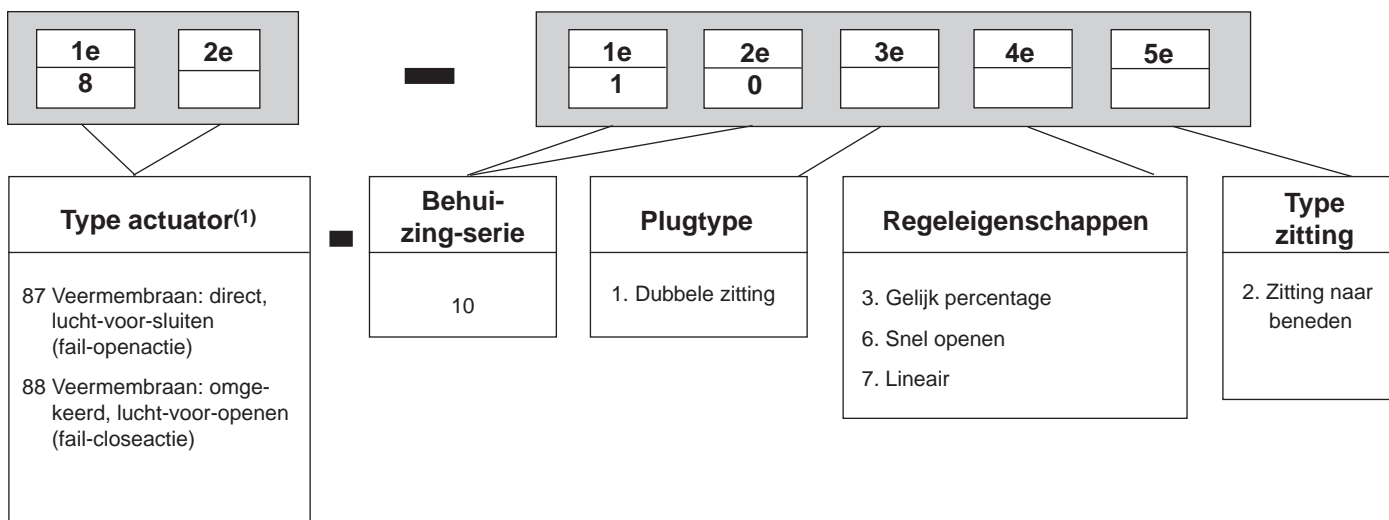 1e
2e
1e
2e
3e
4e
5e
8
1
0
Type actuator(1)
87 Veermembraan: direct,
lucht-voor-sluiten
(fail-openactie)
88 Veermembraan: omge-
keerd, lucht-voor-openen
(fail-closeactie)
Behui-
zing-serie
10
Plugtype
1. Dubbele zitting
Regeleigenschappen
3. Gelijk percentage
6. Snel openen
7. Lineair
Type
zitting
2. Zitting naar
beneden